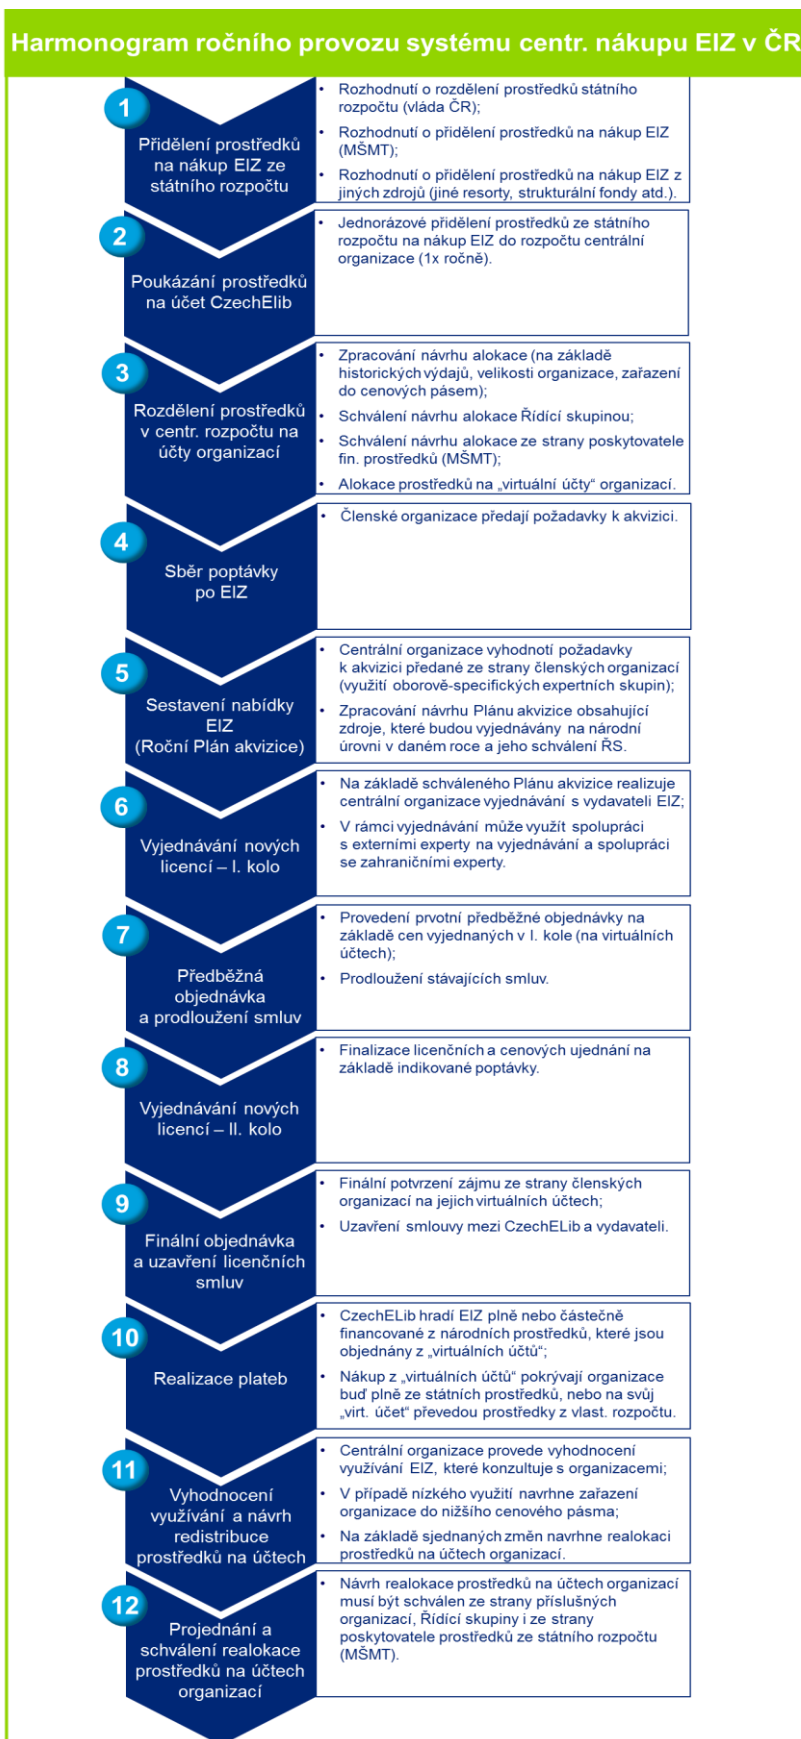 Harmonogram ročního provozu systému centr. nákupu EIZ v ČR
1
Přidělení prostředků
na nákup EIZ ze
státního rozpočtu
• Rozhodnutí o rozdělení prostředků státního
rozpočtu (vláda ČR);
• Rozhodnutí o přidělení prostředků na nákup EIZ
(MŠMT);
• Rozhodnutí o přidělení prostředků na nákup EIZ z
jiných zdrojů (jiné resorty, strukturální fondy atd.).
2
Poukázání prostředků
na účet CzechElib
• Jednorázové přidělení prostředků ze státního
rozpočtu na nákup EIZ do rozpočtu centrální
organizace (1x ročně).
3
Rozdělení prostředků
v centr. rozpočtu na
účty organizací
• Zpracování návrhu alokace (na základě
historických výdajů, velikosti organizace, zařazení
do cenových pásem);
• Schválení návrhu alokace Řídící skupinou;
• Schválení návrhu alokace ze strany poskytovatele
fin. prostředků (MŠMT);
• Alokace prostředků na „virtuální účty“ organizací.
4
Sběr poptávky
po EIZ
• Členské organizace předají požadavky k akvizici.
5
Sestavení nabídky
EIZ
(Roční Plán akvizice)
• Centrální organizace vyhodnotí požadavky
k akvizici předané ze strany členských organizací
(využití oborově-specifických expertních skupin);
• Zpracování návrhu Plánu akvizice obsahující
zdroje, které budou vyjednávány na národní
úrovni v daném roce a jeho schválení ŘS.
6
Vyjednávání nových
licencí – I. kolo
• Na základě schváleného Plánu akvizice realizuje
centrální organizace vyjednávání s vydavateli EIZ;
• V rámci vyjednávání může využít spolupráci
s externími experty na vyjednávání a spolupráci
se zahraničními experty.
7
Předběžná
objednávka
a prodloužení smluv
• Provedení prvotní předběžné objednávky na
základě cen vyjednaných v I. kole (na virtuálních
účtech);
• Prodloužení stávajících smluv.
8
Vyjednávání nových
licencí – II. kolo
• Finalizace licenčních a cenových ujednání na
základě indikované poptávky.
9
Finální objednávka
a uzavření licenčních
smluv
• Finální potvrzení zájmu ze strany členských
organizací na jejich virtuálních účtech;
• Uzavření smlouvy mezi CzechELib a vydavateli.
10
Realizace plateb
• CzechELib hradí EIZ plně nebo částečně
financované z národních prostředků, které jsou
objednány z „virtuálních účtů“;
• Nákup z „virtuálních účtů“ pokrývají organizace
buď plně ze státních prostředků, nebo na svůj
„virt. účet“ převedou prostředky z vlast. rozpočtu.
11
Vyhodnocení
využívání a návrh
redistribuce
prostředků na účtech
• Centrální organizace provede vyhodnocení
využívání EIZ, které konzultuje s organizacemi;
• V případě nízkého využití navrhne zařazení
organizace do nižšího cenového pásma;
• Na základě sjednaných změn navrhne realokaci
prostředků na účtech organizací.
12
Projednání a
schválení realokace
prostředků na účtech
organizací
• Návrh realokace prostředků na účtech organizací
musí být schválen ze strany příslušných
organizací, Řídící skupiny i ze strany
poskytovatele prostředků ze státního rozpočtu
(MŠMT).